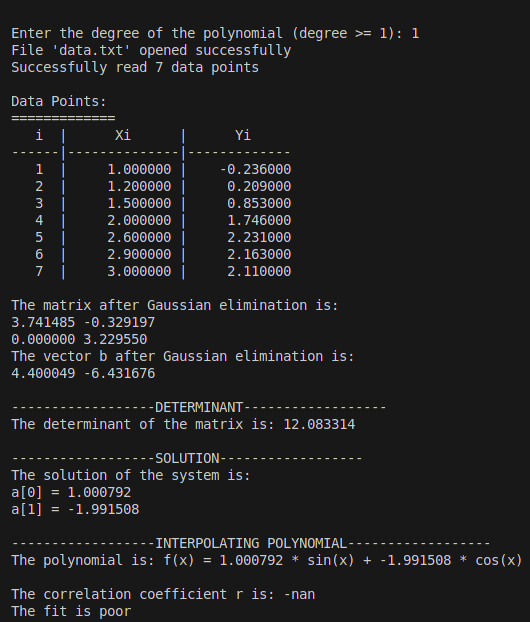 Enter the degree of the polynomial (degree >= 1): 1
File 'data.txt' opened successfully
Successfully read 7 data points
Data Points:
=============
i | Xi | Yi
------|--------------|-------------
1 | 1.000000 | -0.236000
2 | 1.200000 | 0.209000
3 | 1.500000 | 0.853000
4 | 2.000000 | 1.746000
5 | 2.600000 | 2.231000
6 | 2.900000 | 2.163000
7 | 3.000000 | 2.110000
The matrix after Gaussian elimination is:
3.741485 -0.329197
0.000000 3.229550
The vector b after Gaussian elimination is:
4.400049 -6.431676
------------------DETERMINANT------------------
The determinant of the matrix is: 12.083314
------------------SOLUTION------------------
The solution of the system is:
a[0] = 1.000792
a[1] = -1.991508
------------------INTERPOLATING POLYNOMIAL------------------
The polynomial is: f(x) = 1.000792 * sin(x) + -1.991508 * cos(x)
The correlation coefficient r is: -nan
The fit is poor